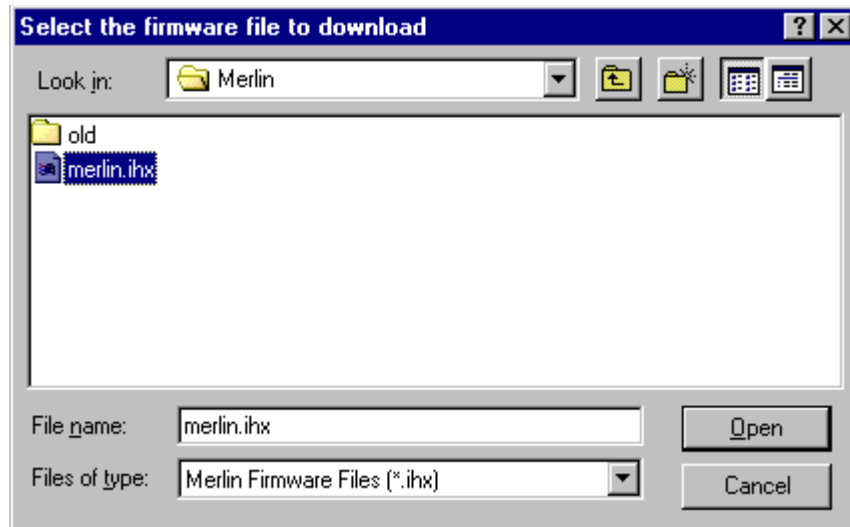 Select the firmware file to download
Look in: Merlin
old
merlin.ihx
File name: merlin.ihx Open
Files of type: Merlin Firmware Files (*.ihx) Cancel